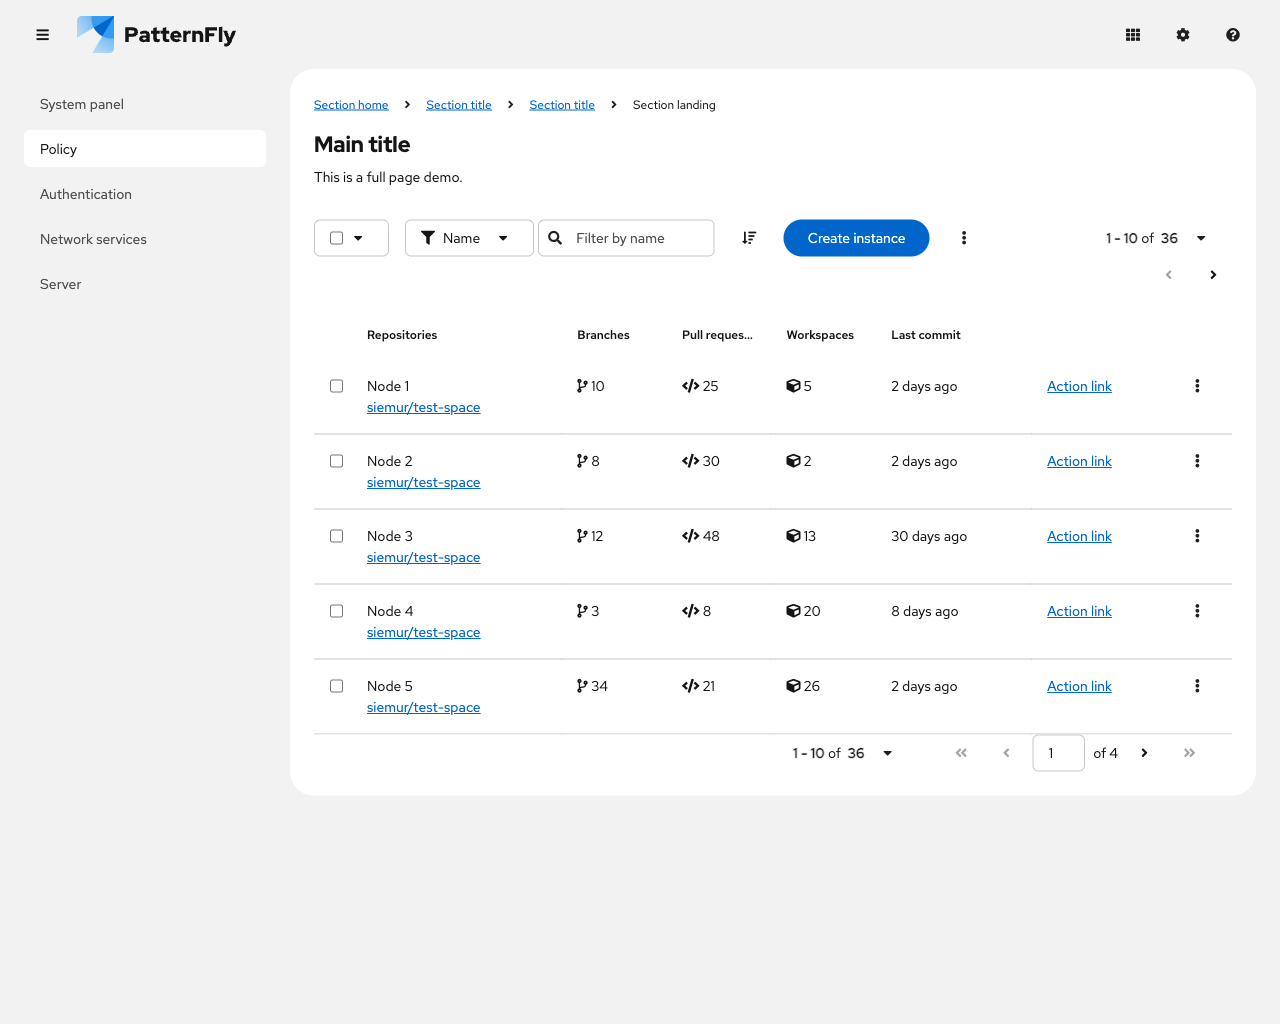 PatternFly
System panel
Policy
Authentication
Network services
Server
Section home Section title Section title Section landing
Main title
This is a full page demo.
Name Filter by name Create instance 1 - 10 of 36
Repositories Branches Pull reques... Workspaces Last commit
Node 1 10 25 5 2 days ago Action link
siemur/test-space
Node 2 8 30 2 2 days ago Action link
siemur/test-space
Node 3 12 48 13 30 days ago Action link
siemur/test-space
Node 4 3 8 20 8 days ago Action link
siemur/test-space
Node 5 34 21 26 2 days ago Action link
siemur/test-space
1 - 10 of 36 1 of 4